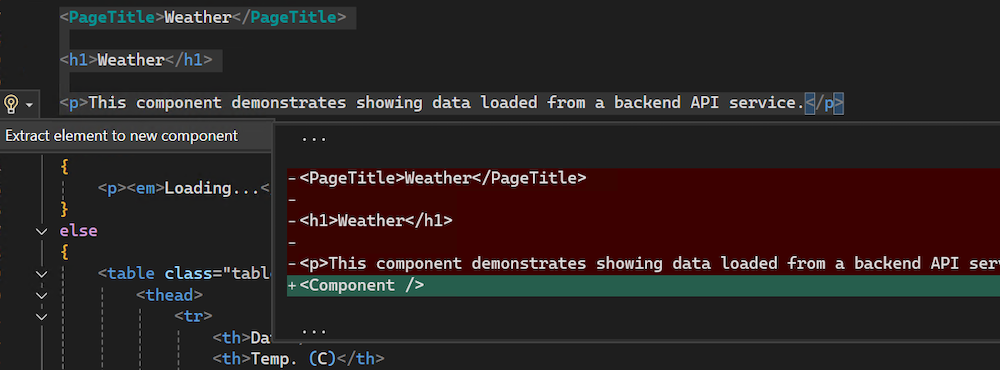 <PageTitle>Weather</PageTitle>
<h1>Weather</h1>
<p>This component demonstrates showing data loaded from a backend API service.</p>
Extract element to new component
...
-<PageTitle>Weather</PageTitle>
-
-<h1>Weather</h1>
-
-<p>This component demonstrates showing data loaded from a backend API
+<Component />
...
{
<p><em>Loading...<
}
else
{
<table class="table
<thead>
<tr>
<th>
<th>Temp. (C)</th>